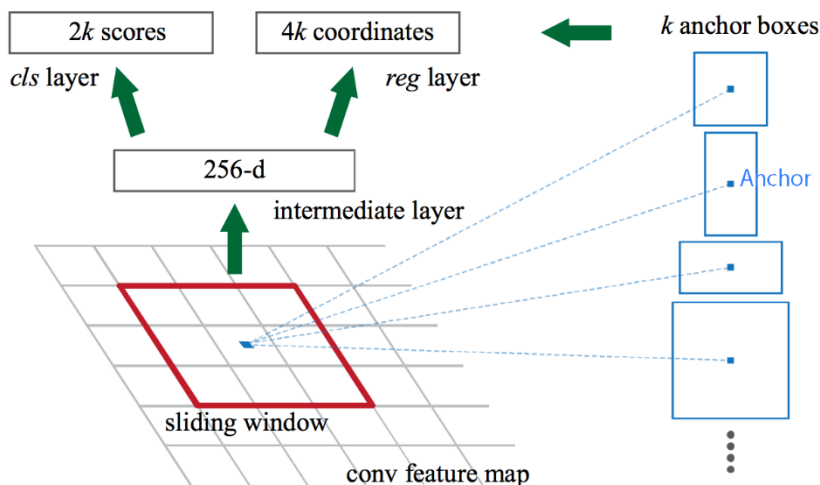 2k scores
4k coordinates
k anchor boxes
cls layer
reg layer
256-d
Anchor
intermediate layer
sliding window
conv feature map